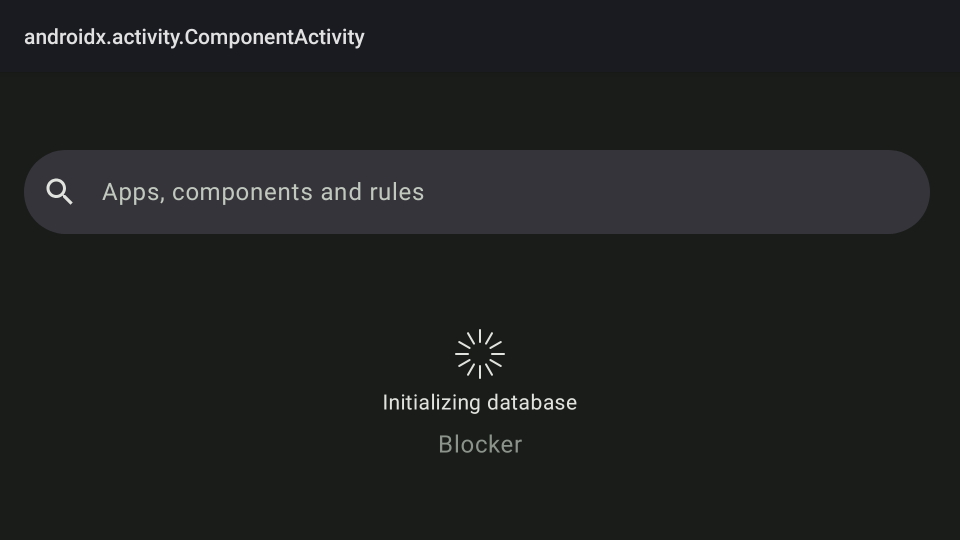 androidx.activity.ComponentActivity
Apps, components and rules
Initializing database
Blocker